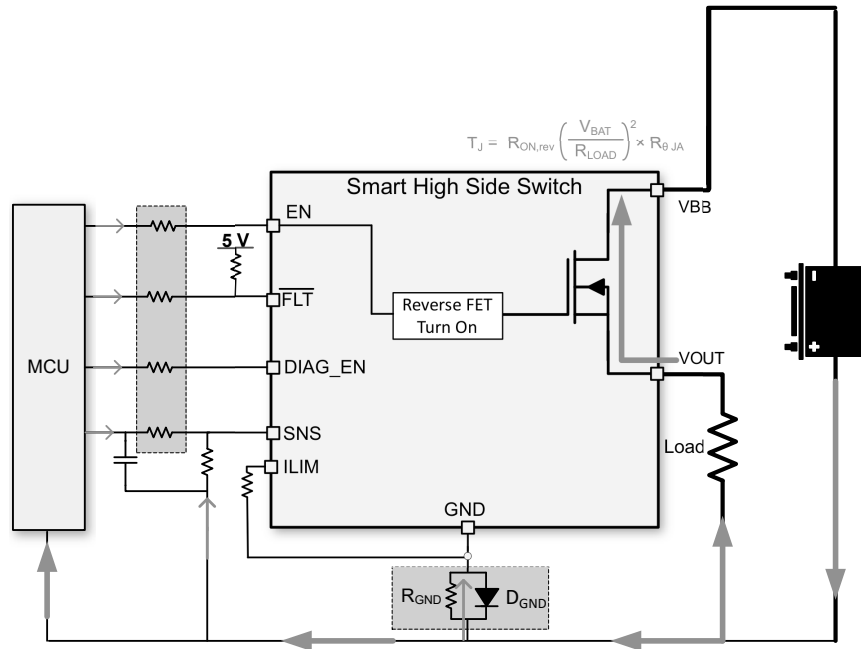 T_J = R_ON,rev (V_BAT / R_LOAD)² × R_θJA
Smart High Side Switch
VBB
EN
5 V
FLT
Reverse FET
Turn On
MCU
DIAG_EN
VOUT
SNS
Load
ILIM
GND
R_GND
D_GND
-
+